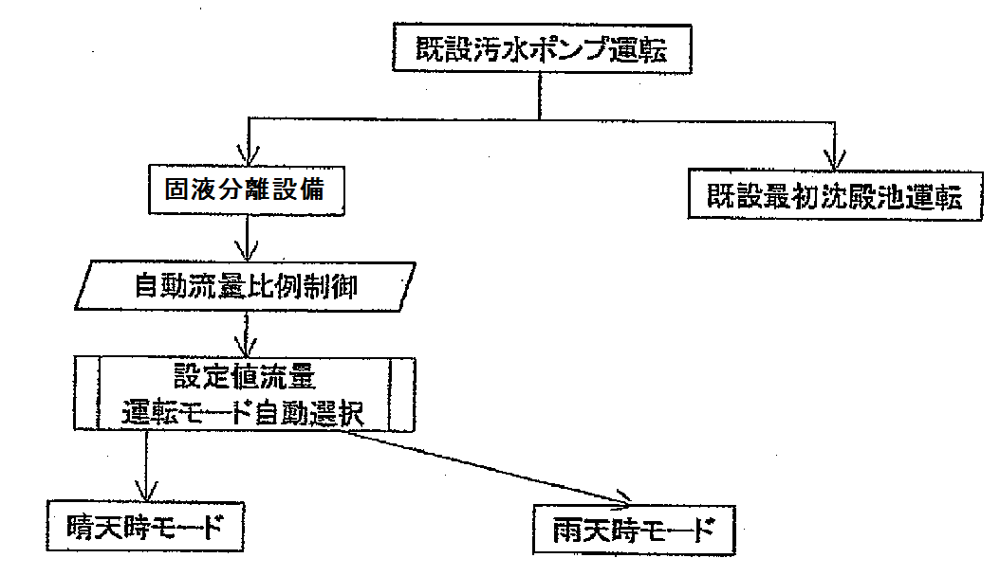 既設汚水ポンプ運転
固液分離設備
既設最初沈殿池運転
自動流量比例制御
設定値流量
運転モード自動選択
晴天時モード
雨天時モード